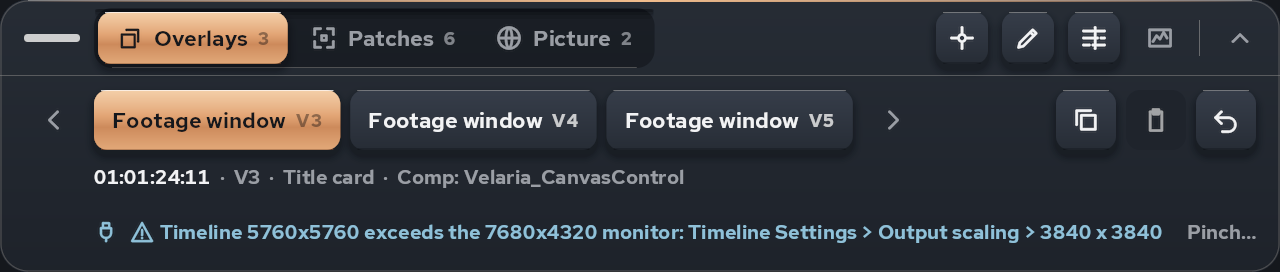 Overlays 3 Patches 6 Picture 2
Footage window V3 Footage window V4 Footage window V5
01:01:24:11 · V3 · Title card · Comp: Velaria_CanvasControl
Timeline 5760x5760 exceeds the 7680x4320 monitor: Timeline Settings > Output scaling > 3840 x 3840 Pinch...